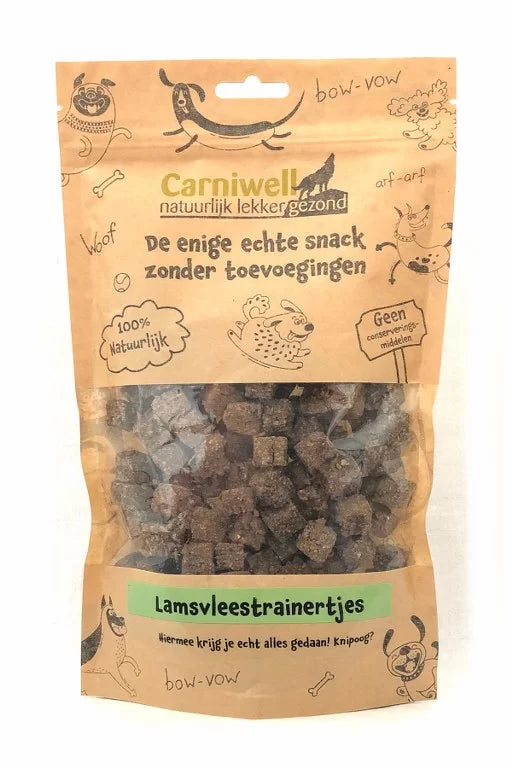 bow-vow
Carniwell
natuurlijk lekker gezond
arf-arf
Woof
De enige echte snack
zonder toevoegingen
100%
Natuurlijk
Geen
conserverings-
middelen
Lamsvleestrainertjes
Hiermee krijg je echt alles gedaan! Knipoog?
bow-vow